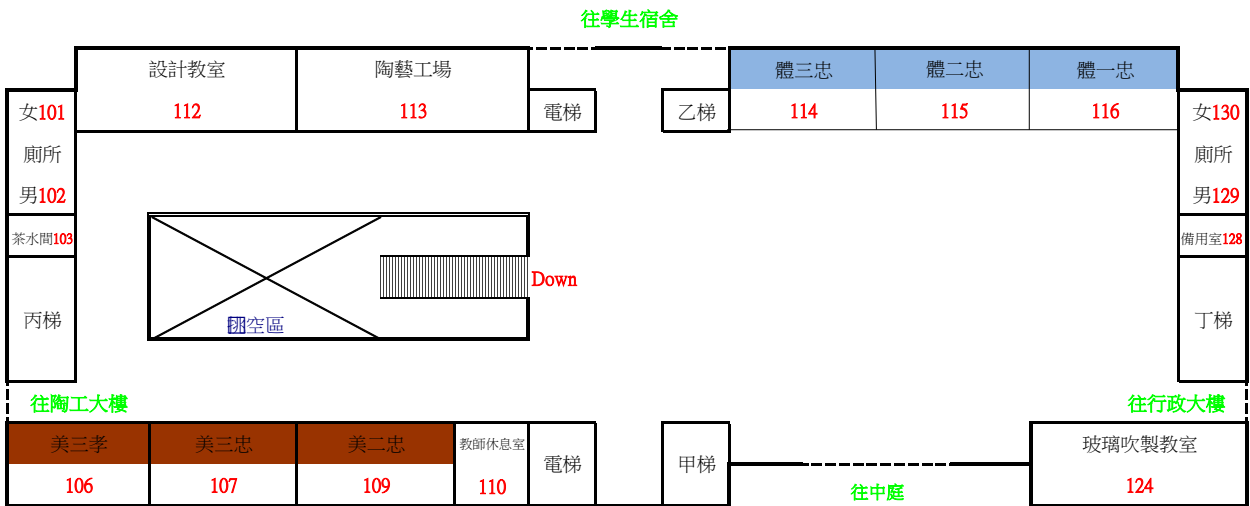 往學生宿舍
設計教室
112
陶藝工場
113
電梯
乙梯
體三忠
114
體二忠
115
體一忠
116
女101
廁所
男102
茶水間103
丙梯
女130
廁所
男129
備用室128
丁梯
Down
挑空區
往陶工大樓
往行政大樓
美三孝
106
美三忠
107
美二忠
109
教師休息室
110
電梯
甲梯
往中庭
玻璃吹製教室
124